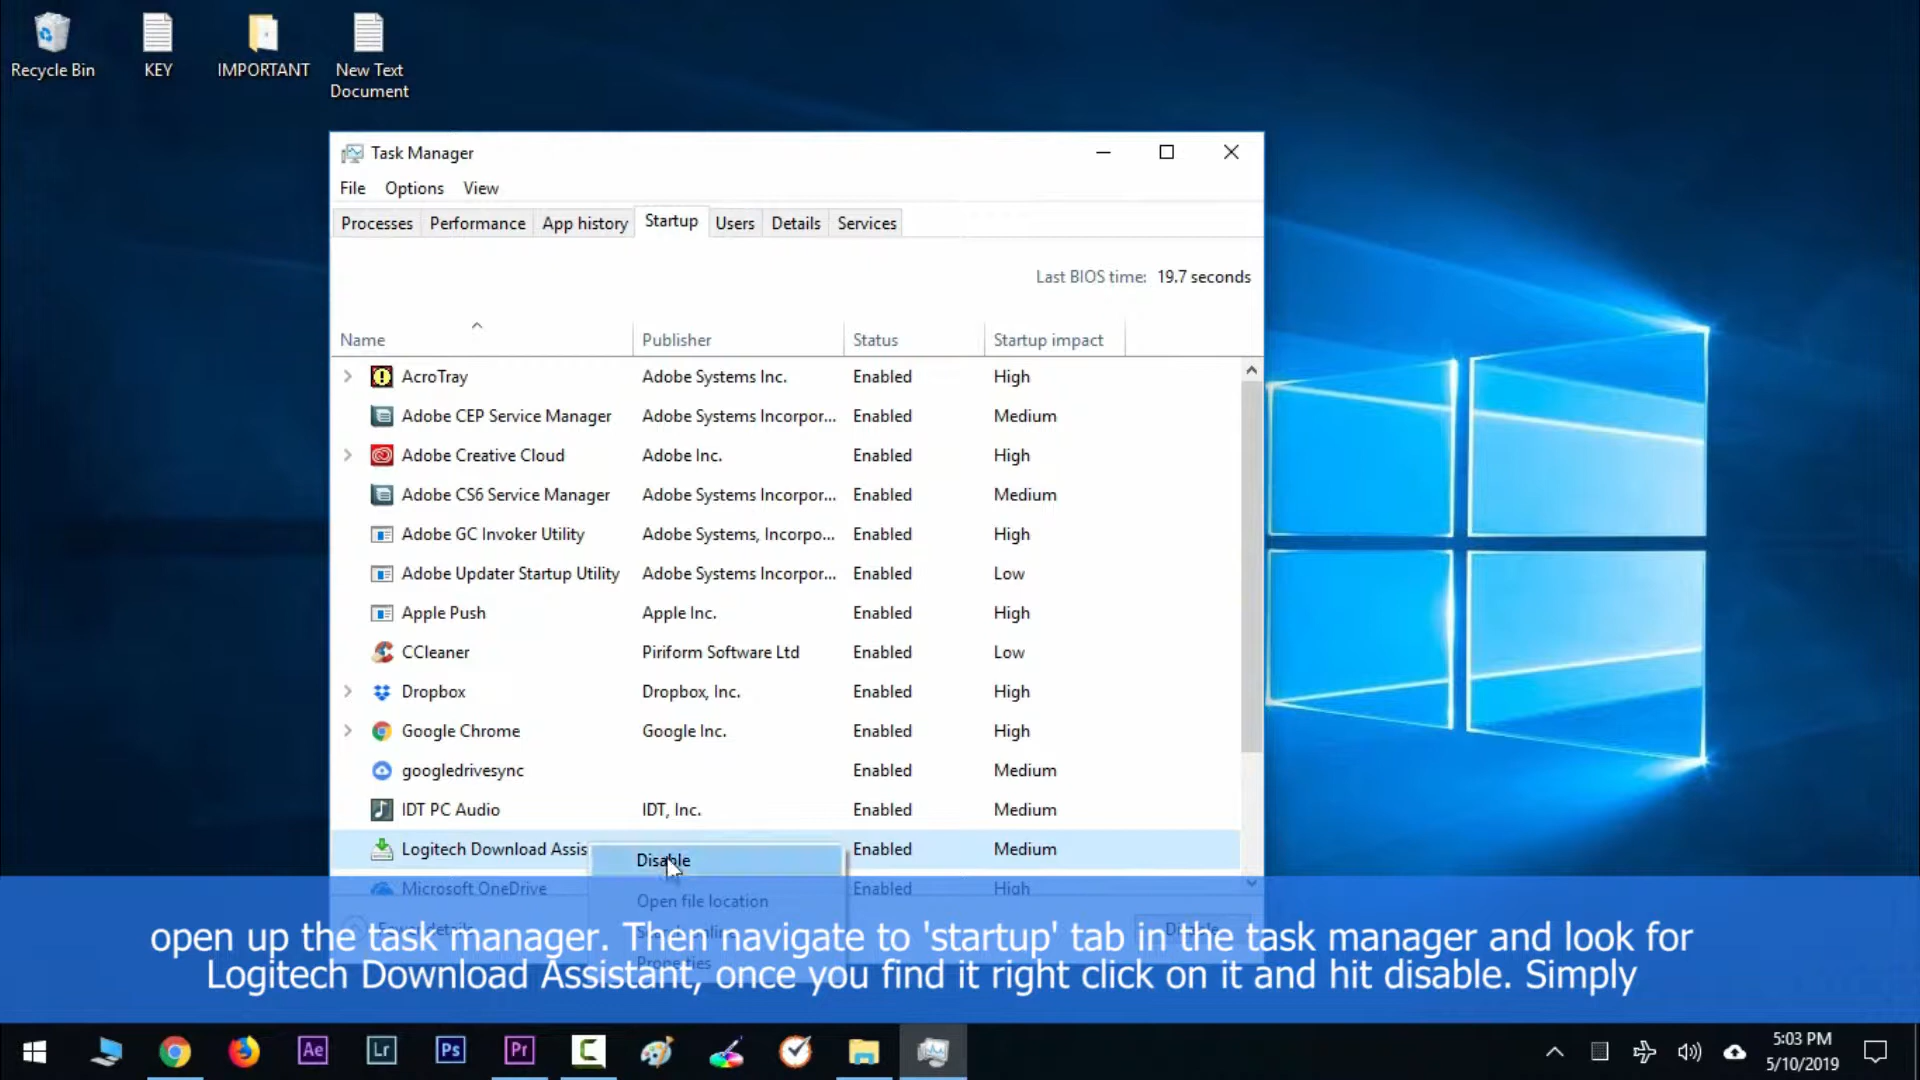 Recycle Bin
KEY
IMPORTANT
New Text
Document
Task Manager
File Options View
Processes Performance App history Startup Users Details Services
Last BIOS time: 19.7 seconds
Name Publisher Status Startup impact
AcroTray Adobe Systems Inc. Enabled High
Adobe CEP Service Manager Adobe Systems Incorpor... Enabled Medium
Adobe Creative Cloud Adobe Inc. Enabled High
Adobe CS6 Service Manager Adobe Systems Incorpor... Enabled Medium
Adobe GC Invoker Utility Adobe Systems, Incorpo... Enabled High
Adobe Updater Startup Utility Adobe Systems Incorpor... Enabled Low
Apple Push Apple Inc. Enabled High
CCleaner Piriform Software Ltd Enabled Low
Dropbox Dropbox, Inc. Enabled High
Google Chrome Google Inc. Enabled High
googledrivesync Enabled Medium
IDT PC Audio IDT, Inc. Enabled Medium
Logitech Download Assis Enabled Medium
Disable
Microsoft OneDrive Enabled High
Open file location
Fewer details
Properties
open up the task manager. Then navigate to 'startup' tab in the task manager and look for
Logitech Download Assistant, once you find it right click on it and hit disable. Simply
Ae Lr Ps Pr
5:03 PM
5/10/2019